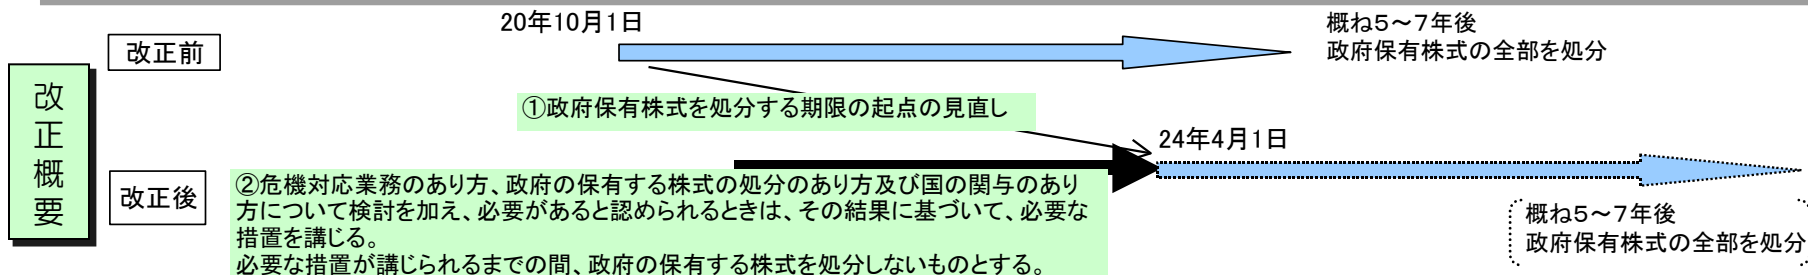 改正概要
改正前
20年10月1日
概ね5～7年後
政府保有株式の全部を処分
①政府保有株式を処分する期限の起点の見直し
24年4月1日
改正後
②危機対応業務のあり方、政府の保有する株式の処分のあり方及び国の関与のあり
方について検討を加え、必要があると認められるときは、その結果に基づいて、必要な
措置を講じる。
必要な措置が講じられるまでの間、政府の保有する株式を処分しないものとする。
概ね5～7年後
政府保有株式の全部を処分